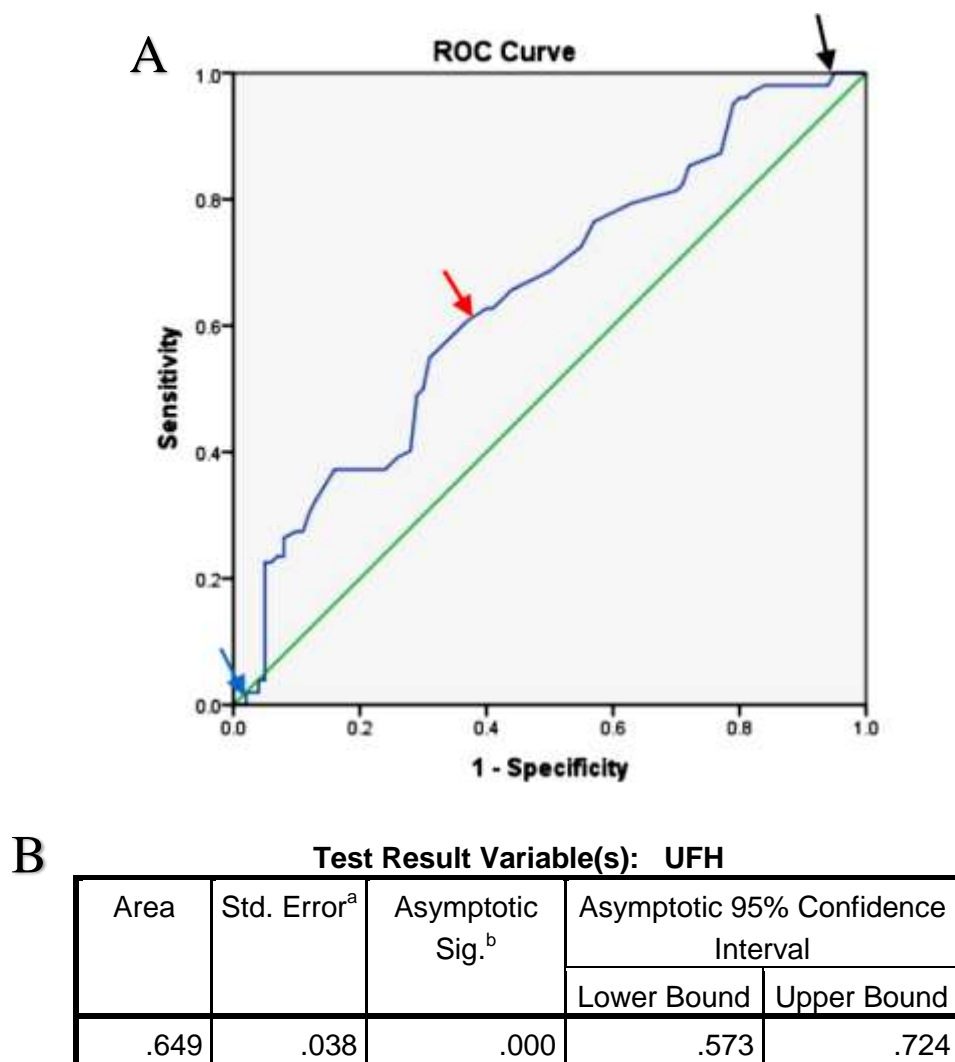 A
ROC Curve
1.0
0.8
0.6
0.4
0.2
0.0
Sensitivity
0.0 0.2 0.4 0.6 0.8 1.0
1 - Specificity
B
Test Result Variable(s): UFH
Area Std. Errorᵃ Asymptotic Sig.ᵇ Asymptotic 95% Confidence Interval
Lower Bound Upper Bound
.649 .038 .000 .573 .724